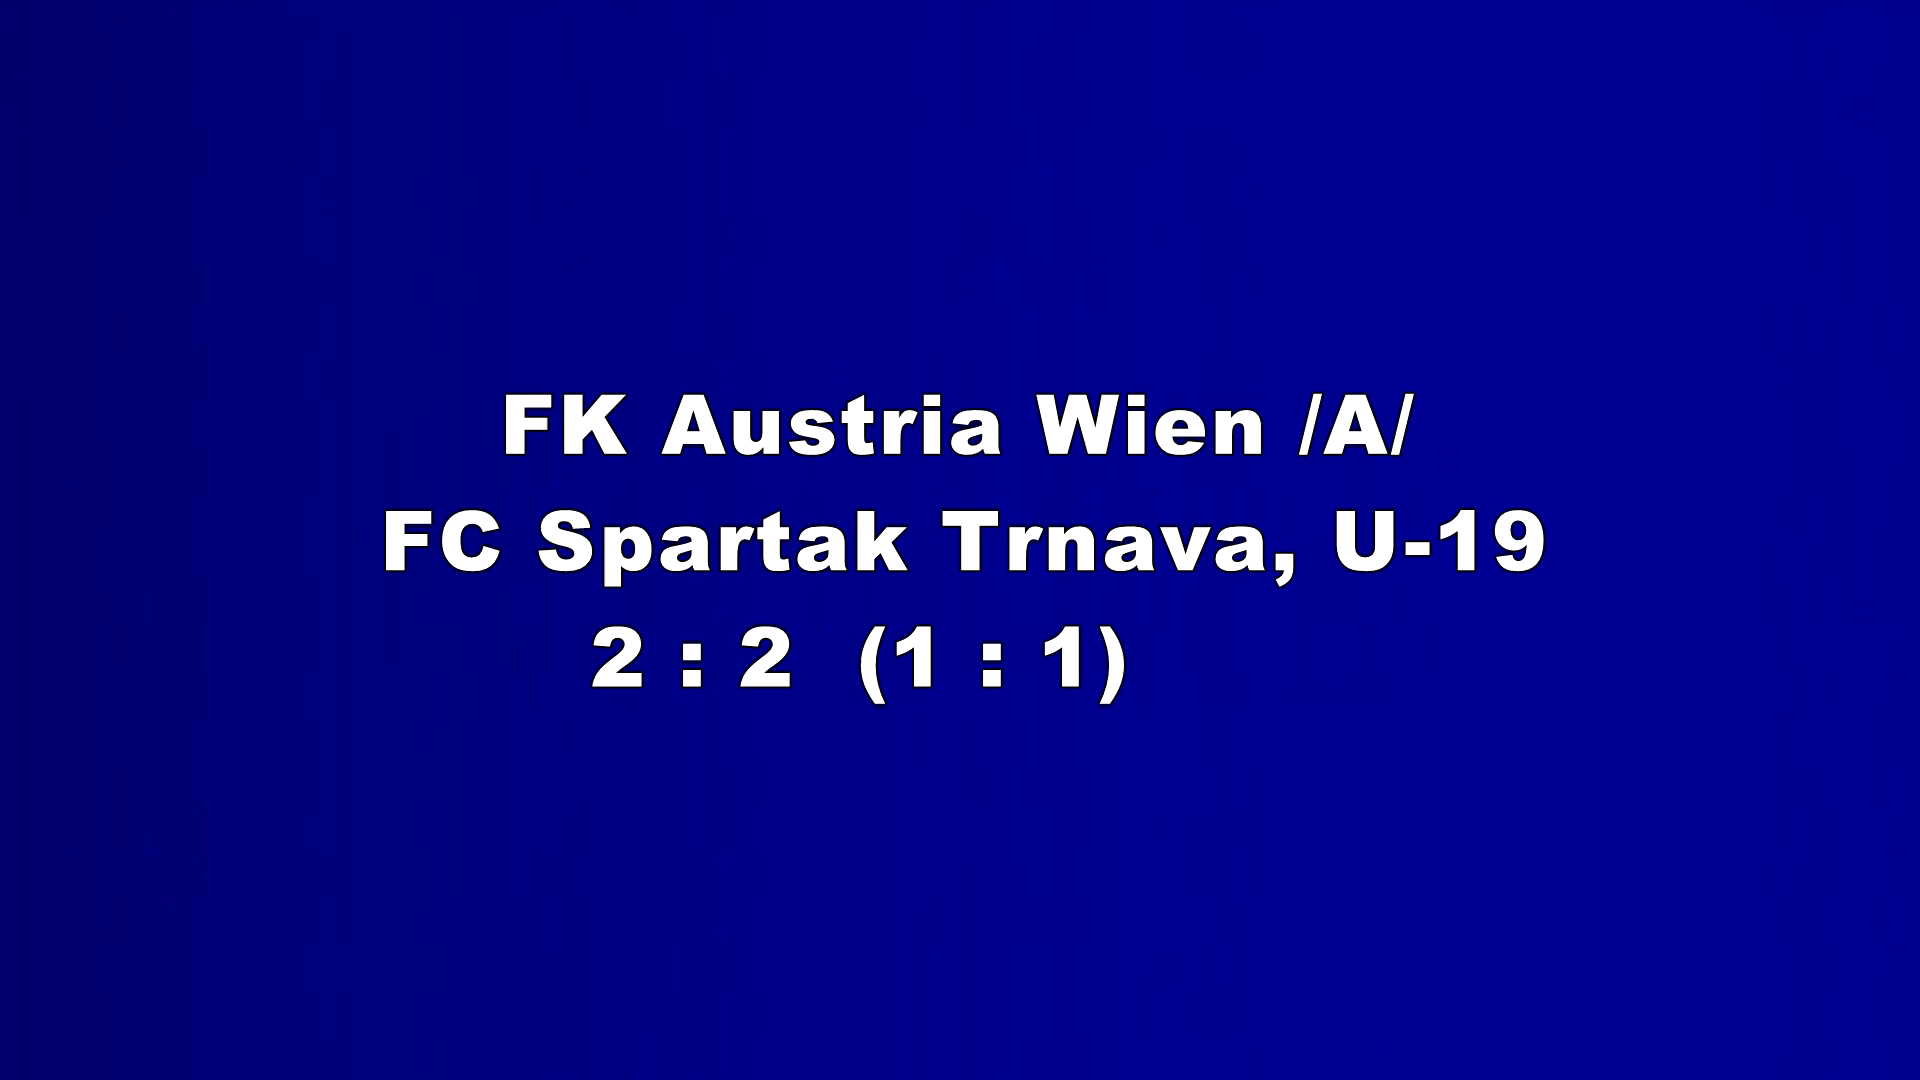 FK Austria Wien /A/
FC Spartak Trnava, U-19
2 : 2  (1 : 1)